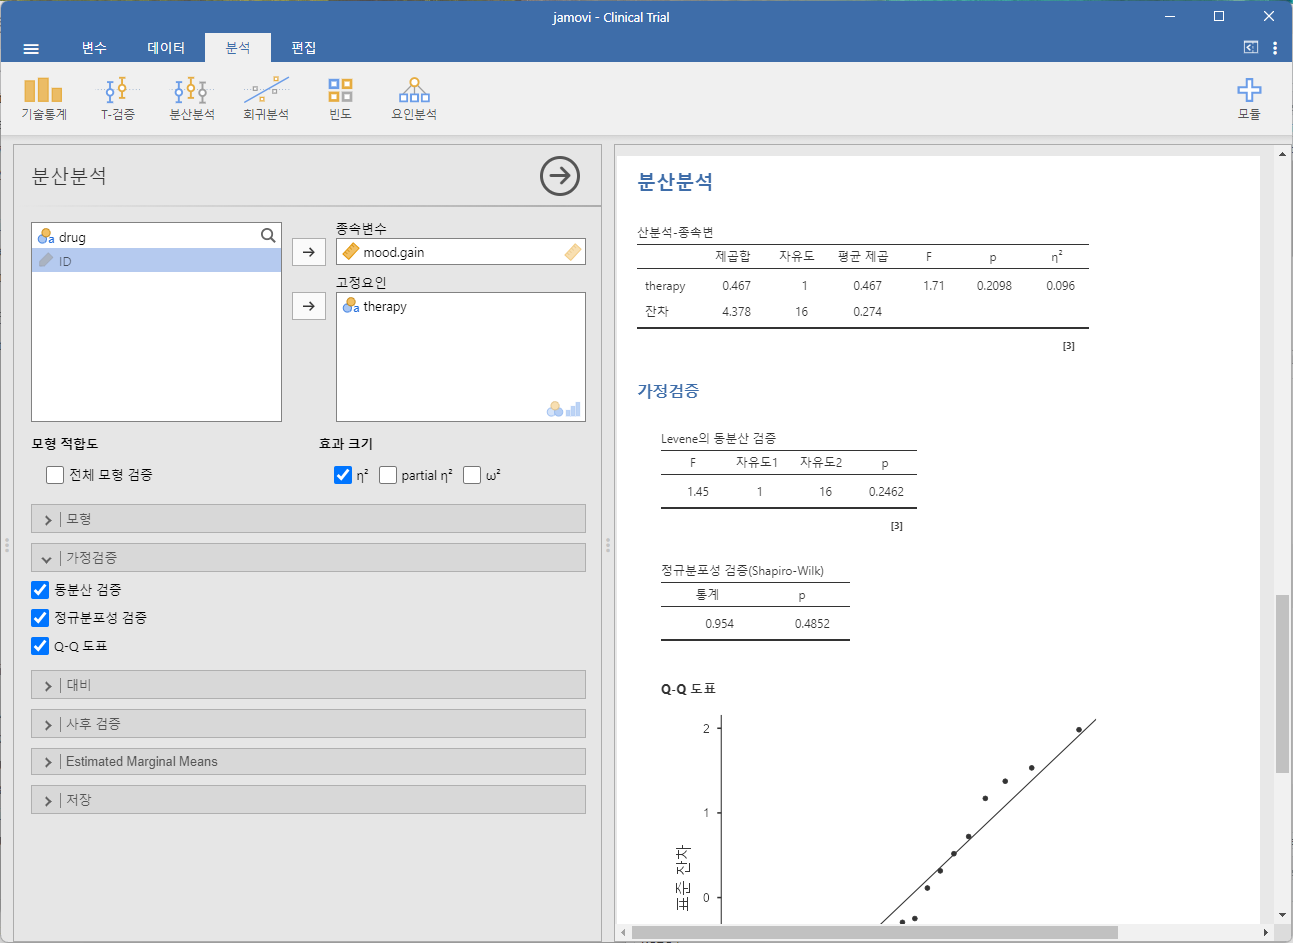 jamovi - Clinical Trial
변수 데이터 분석 편집
기술통계 T-검증 분산분석 회귀분석 빈도 요인분석 모듈
분산분석
drug
ID
종속변수
mood.gain
고정요인
therapy
모형 적합도
전체 모형 검증
효과 크기
η² partial η² ω²
모형
가정검증
동분산 검증
정규분포성 검증
Q-Q 도표
대비
사후 검증
Estimated Marginal Means
저장
분산분석
산분석-종속변
제곱합 자유도 평균 제곱 F p η²
therapy 0.467 1 0.467 1.71 0.2098 0.096
잔차 4.378 16 0.274
[3]
가정검증
Levene의 동분산 검증
F 자유도1 자유도2 p
1.45 1 16 0.2462
[3]
정규분포성 검증(Shapiro-Wilk)
통계 p
0.954 0.4852
Q-Q 도표
2
1
0
표준 잔차